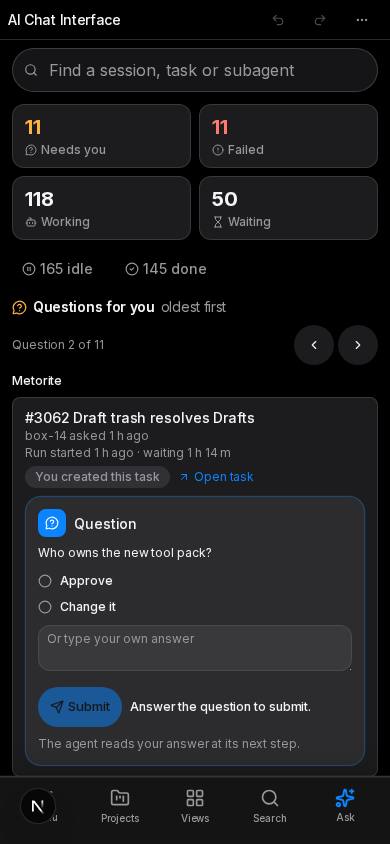 AI Chat Interface
Find a session, task or subagent
11
Needs you
11
Failed
118
Working
50
Waiting
165 idle
145 done
Questions for you oldest first
Question 2 of 11
Metorite
#3062 Draft trash resolves Drafts
box-14 asked 1 h ago
Run started 1 h ago · waiting 1 h 14 m
You created this task
Open task
Question
Who owns the new tool pack?
Approve
Change it
Or type your own answer
Submit
Answer the question to submit.
The agent reads your answer at its next step.
N
Projects
Views
Search
Ask